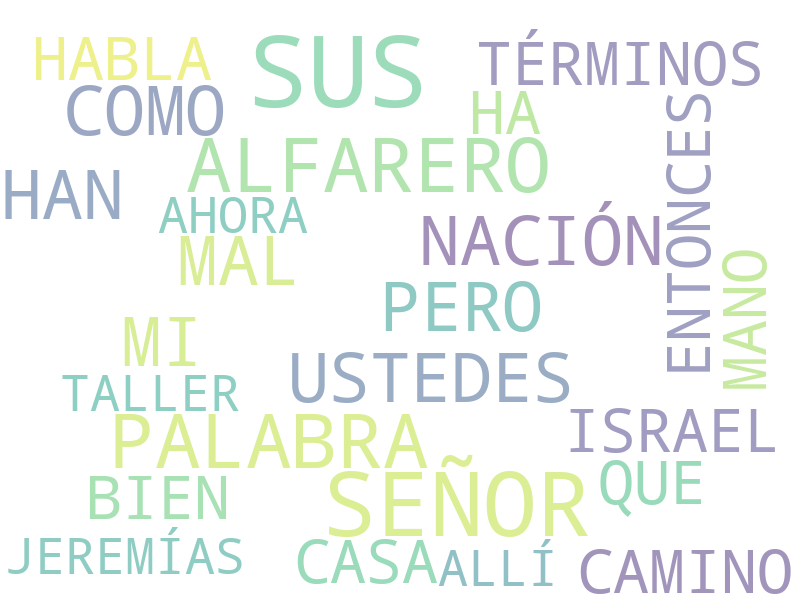 HABLA
SUS
TÉRMINOS
COMO
HA
ALFARERO
ENTONCES
HAN
AHORA
NACIÓN
MAL
MANO
PERO
MI
USTEDES
TALLER
PALABRA
ISRAEL
SEÑOR
QUE
BIEN
JEREMÍAS
CASA
ALLÍ
CAMINO